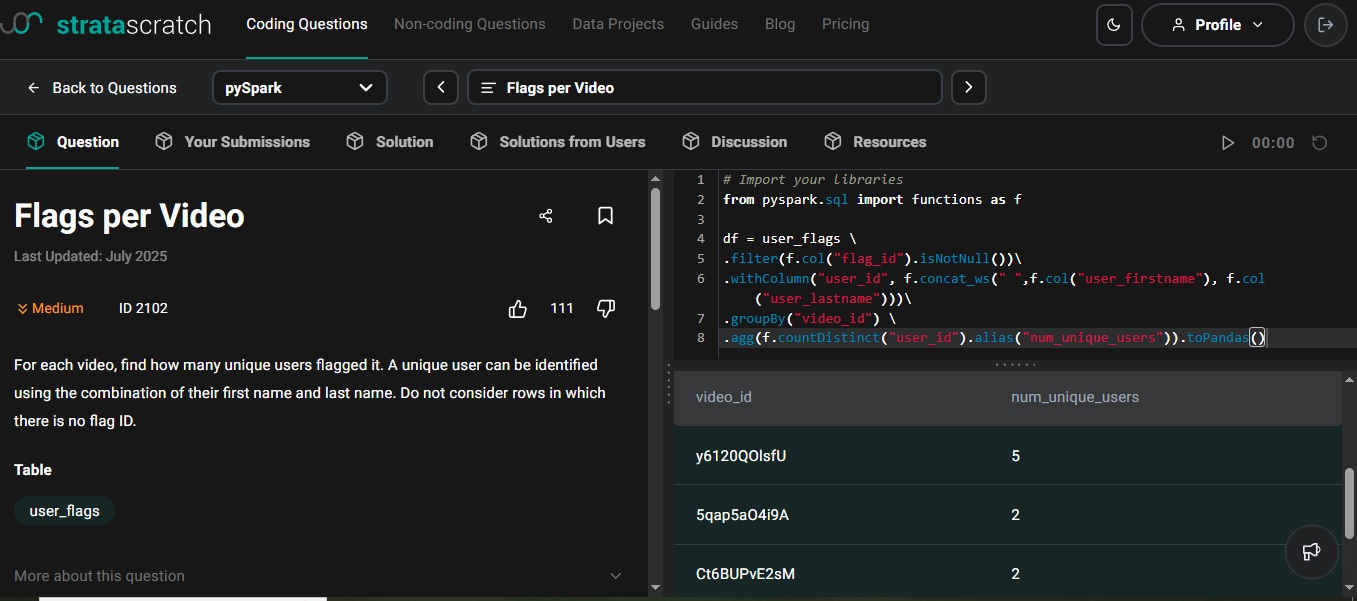 stratascratch Coding Questions Non-coding Questions Data Projects Guides Blog Pricing Profile
Back to Questions pySpark Flags per Video
Question Your Submissions Solution Solutions from Users Discussion Resources 00:00
Flags per Video
Last Updated: July 2025
Medium ID 2102 111
For each video, find how many unique users flagged it. A unique user can be identified
using the combination of their first name and last name. Do not consider rows in which
there is no flag ID.
Table
user_flags
More about this question
1 # Import your libraries
2 from pyspark.sql import functions as f
3
4 df = user_flags \
5 .filter(f.col("flag_id").isNotNull())\
6 .withColumn("user_id", f.concat_ws(" ",f.col("user_firstname"), f.col
("user_lastname")))\
7 .groupBy("video_id") \
8 .agg(f.countDistinct("user_id").alias("num_unique_users")).toPandas()
video_id num_unique_users
y6120QOlsfU 5
5qap5aO4i9A 2
Ct6BUPvE2sM 2